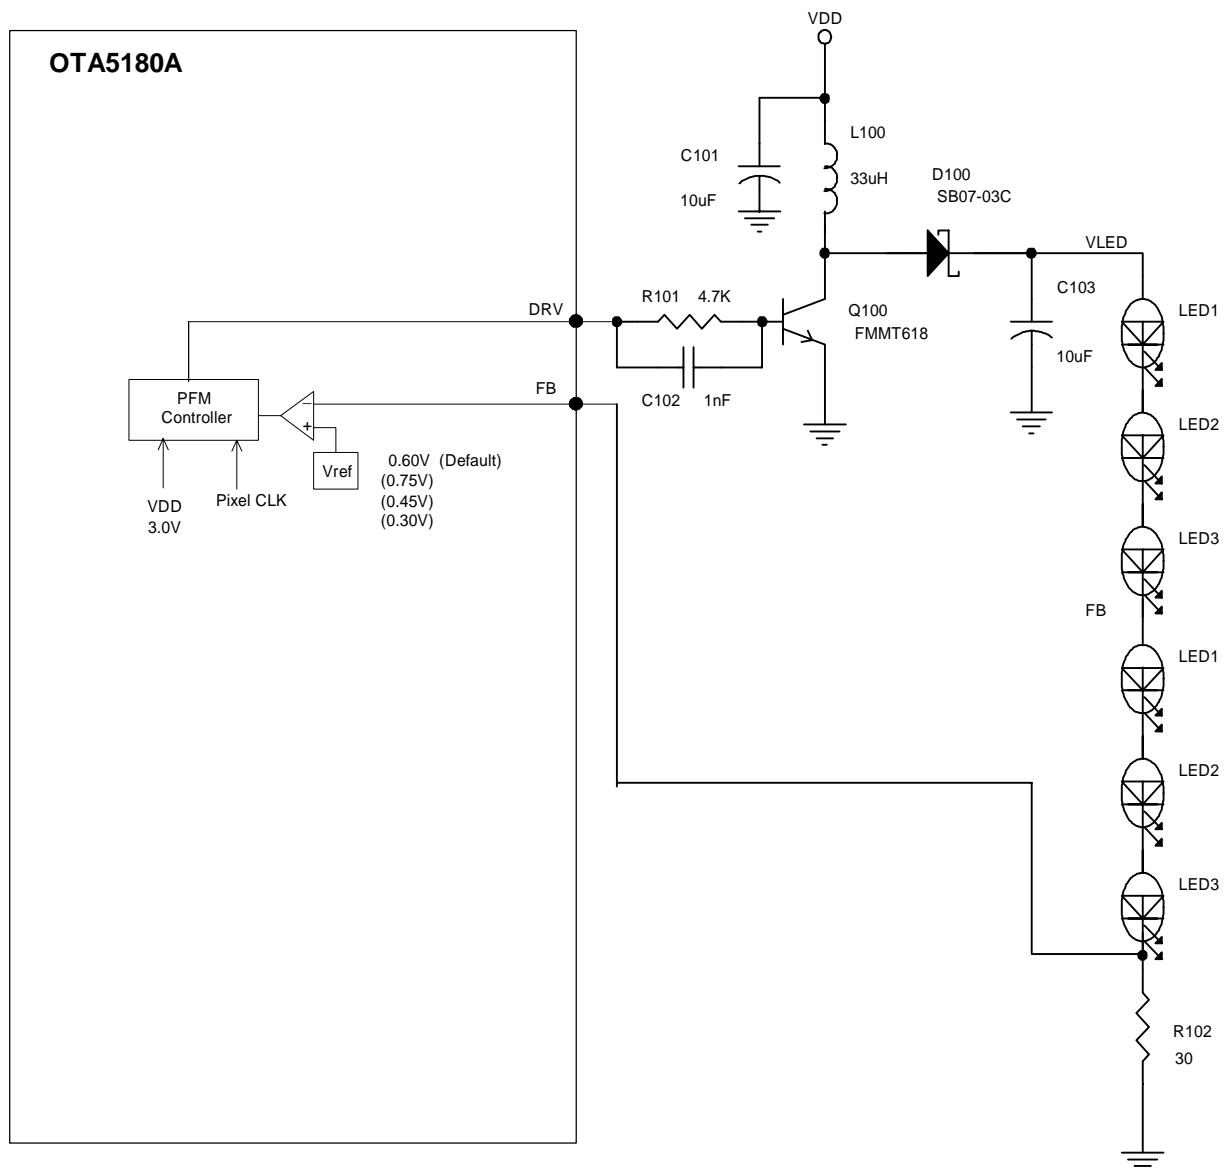 VDD
OTA5180A
L100
33uH
C101
10uF
D100
SB07-03C
VLED
C103
10uF
LED1
DRV
R101 4.7K
Q100
FMMT618
FB
C102 1nF
PFM
Controller
−
+
Vref
0.60V (Default)
(0.75V)
(0.45V)
(0.30V)
VDD
3.0V
Pixel CLK
LED2
LED3
FB
LED1
LED2
LED3
R102
30